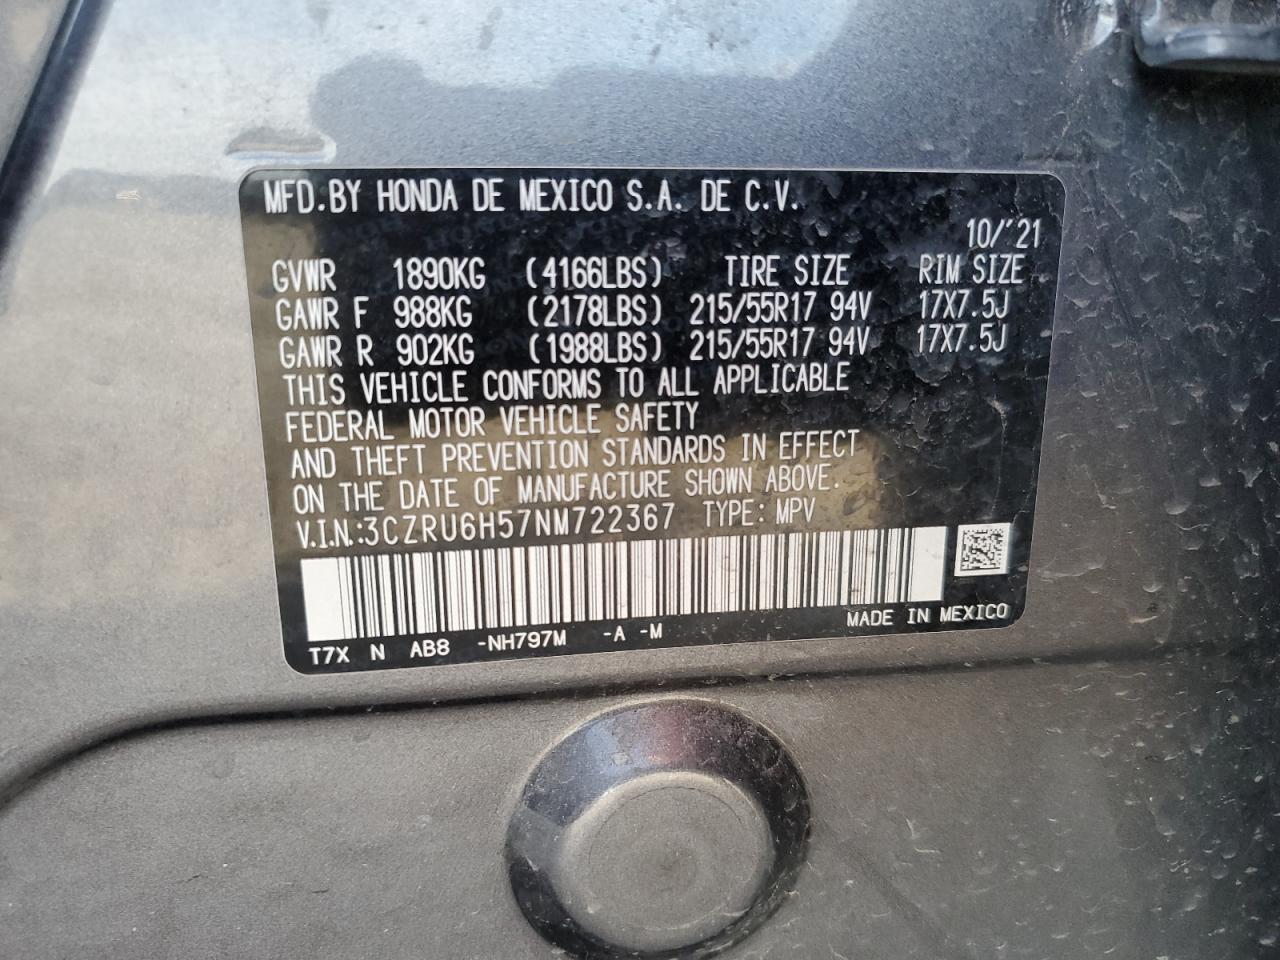 MFD.BY HONDA DE MEXICO S.A. DE C.V.
10/'21
GVWR 1890KG (4166LBS) TIRE SIZE RIM SIZE
GAWR F 988KG (2178LBS) 215/55R17 94V 17X7.5J
GAWR R 902KG (1988LBS) 215/55R17 94V 17X7.5J
THIS VEHICLE CONFORMS TO ALL APPLICABLE
FEDERAL MOTOR VEHICLE SAFETY
AND THEFT PREVENTION STANDARDS IN EFFECT
ON THE DATE OF MANUFACTURE SHOWN ABOVE.
V.I.N.:3CZRU6H57NM722367 TYPE: MPV
MADE IN MEXICO
T7X N AB8 -NH797M -A -M